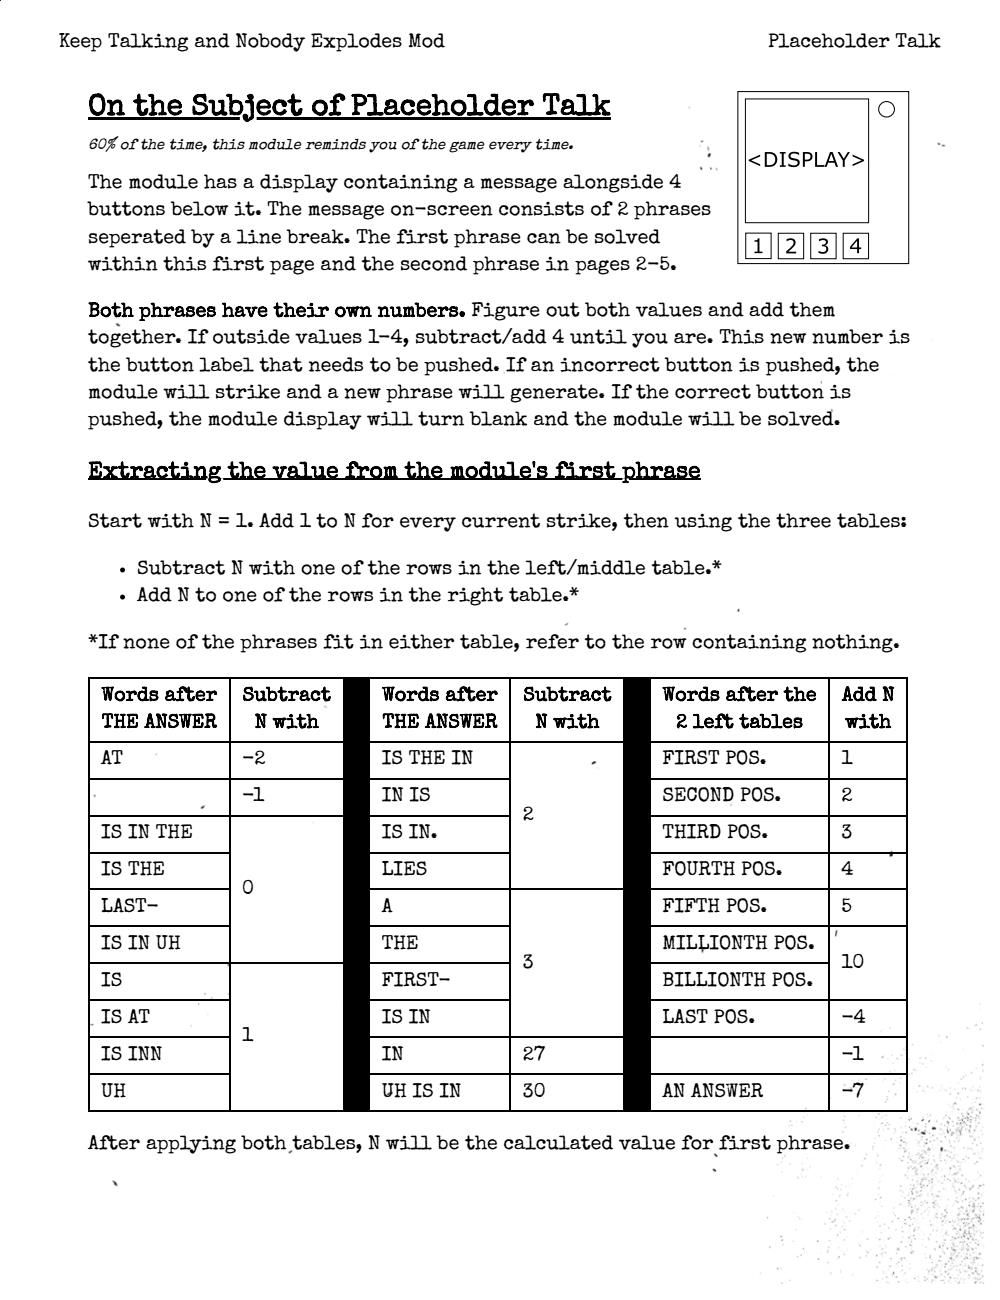 Keep Talking and Nobody Explodes Mod
Placeholder Talk
On the Subject of Placeholder Talk
60% of the time, this module reminds you of the game every time.
The module has a display containing a message alongside 4
buttons below it. The message on-screen consists of 2 phrases
seperated by a line break. The first phrase can be solved
within this first page and the second phrase in pages 2-5.
<DISPLAY>
1 2 3 4
Both phrases have their own numbers. Figure out both values and add them
together. If outside values 1-4, subtract/add 4 until you are. This new number is
the button label that needs to be pushed. If an incorrect button is pushed, the
module will strike and a new phrase will generate. If the correct button is
pushed, the module display will turn blank and the module will be solved.
Extracting the value from the module's first phrase
Start with N = 1. Add 1 to N for every current strike, then using the three tables:
• Subtract N with one of the rows in the left/middle table.*
• Add N to one of the rows in the right table.*
*If none of the phrases fit in either table, refer to the row containing nothing.
Words after THE ANSWER
Subtract N with
AT
-2
-1
IS IN THE
IS THE
LAST-
IS IN UH
0
IS
IS AT
IS INN
UH
1
Words after THE ANSWER
Subtract N with
IS THE IN
IN IS
IS IN.
LIES
2
A
THE
FIRST-
IS IN
3
IN
27
UH IS IN
30
Words after the 2 left tables
Add N with
FIRST POS.
1
SECOND POS.
2
THIRD POS.
3
FOURTH POS.
4
FIFTH POS.
5
MILLIONTH POS.
BILLIONTH POS.
10
LAST POS.
-4
-1
AN ANSWER
-7
After applying both tables, N will be the calculated value for first phrase.